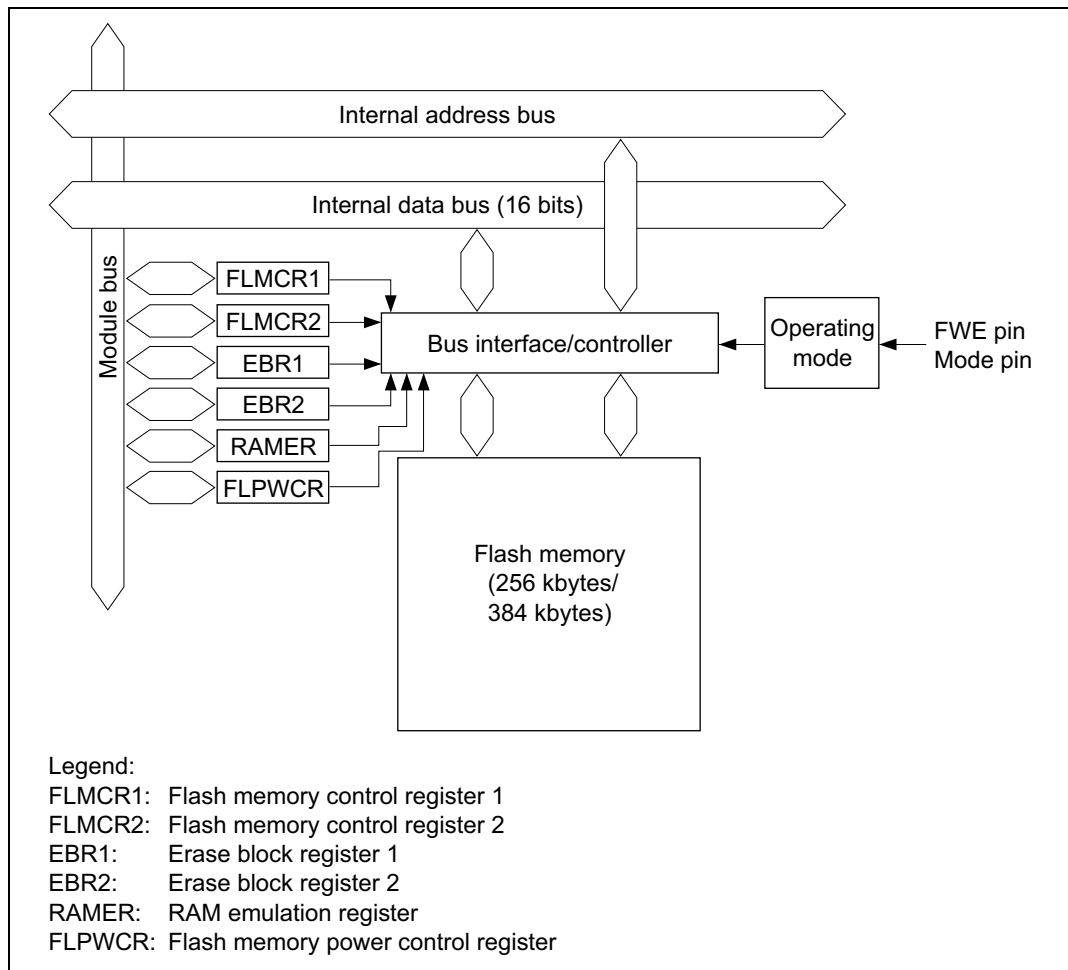 Internal address bus
Internal data bus (16 bits)
Module bus
FLMCR1
FLMCR2
EBR1
EBR2
RAMER
FLPWCR
Bus interface/controller
Operating
mode
FWE pin
Mode pin
Flash memory
(256 kbytes/
384 kbytes)
Legend:
FLMCR1: Flash memory control register 1
FLMCR2: Flash memory control register 2
EBR1: Erase block register 1
EBR2: Erase block register 2
RAMER: RAM emulation register
FLPWCR: Flash memory power control register